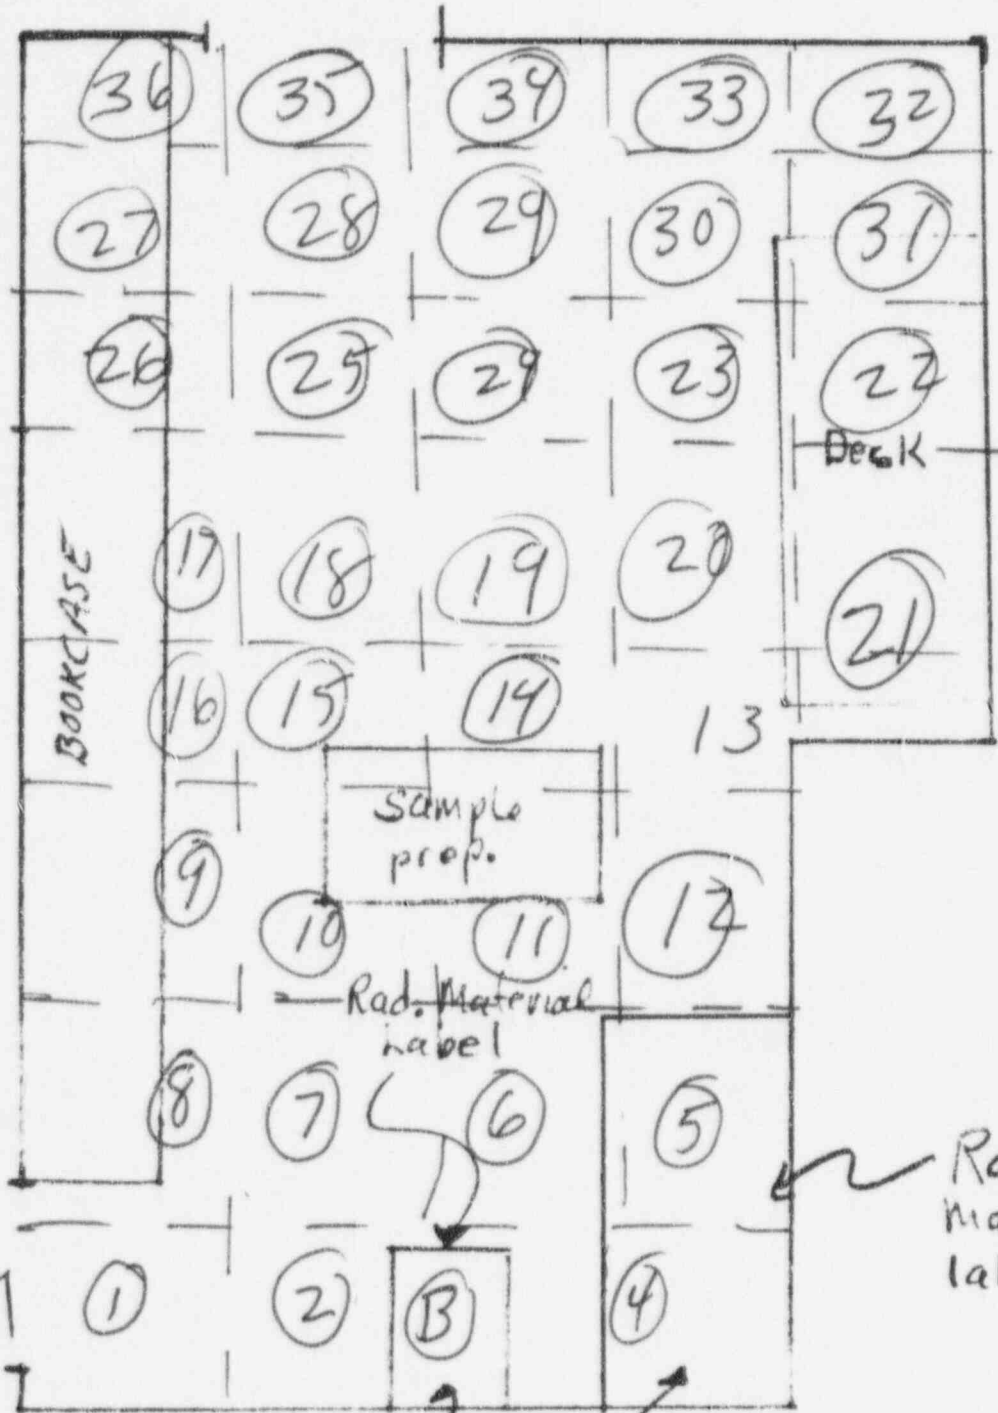 36 35 34 33 32
27 28 29 30 31
26 25 24 23 22
Desk
BOOKCASE
17 18 19 20 21
16 15 14 13
Sample
prep.
9 10 11 12
Rad. Material
Label
8 7 6 5
1 2 B 4